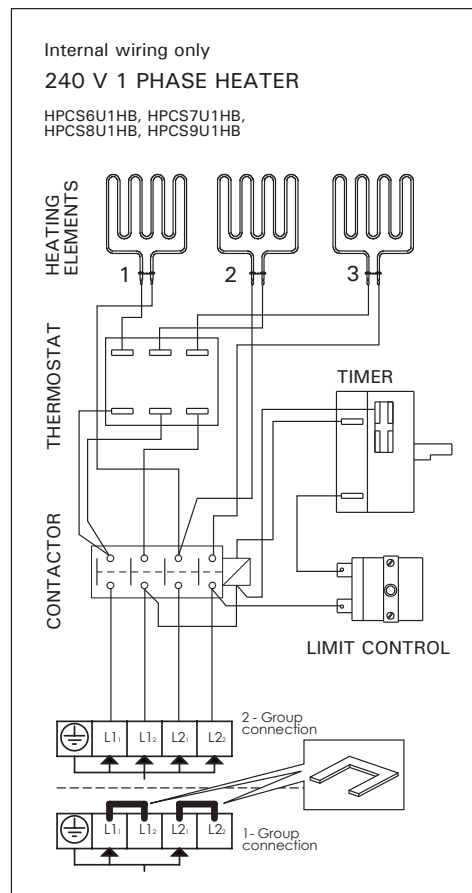 Internal wiring only
240 V 1 PHASE HEATER
HPCS6U1HB, HPCS7U1HB,
HPCS8U1HB, HPCS9U1HB
HEATING
ELEMENTS
1
2
3
THERMOSTAT
TIMER
CONTACTOR
LIMIT CONTROL
2 - Group
connection
L1₁ L1₂ L2₁ L2₂
L1₁ L1₂ L2₁ L2₂
1- Group
connection